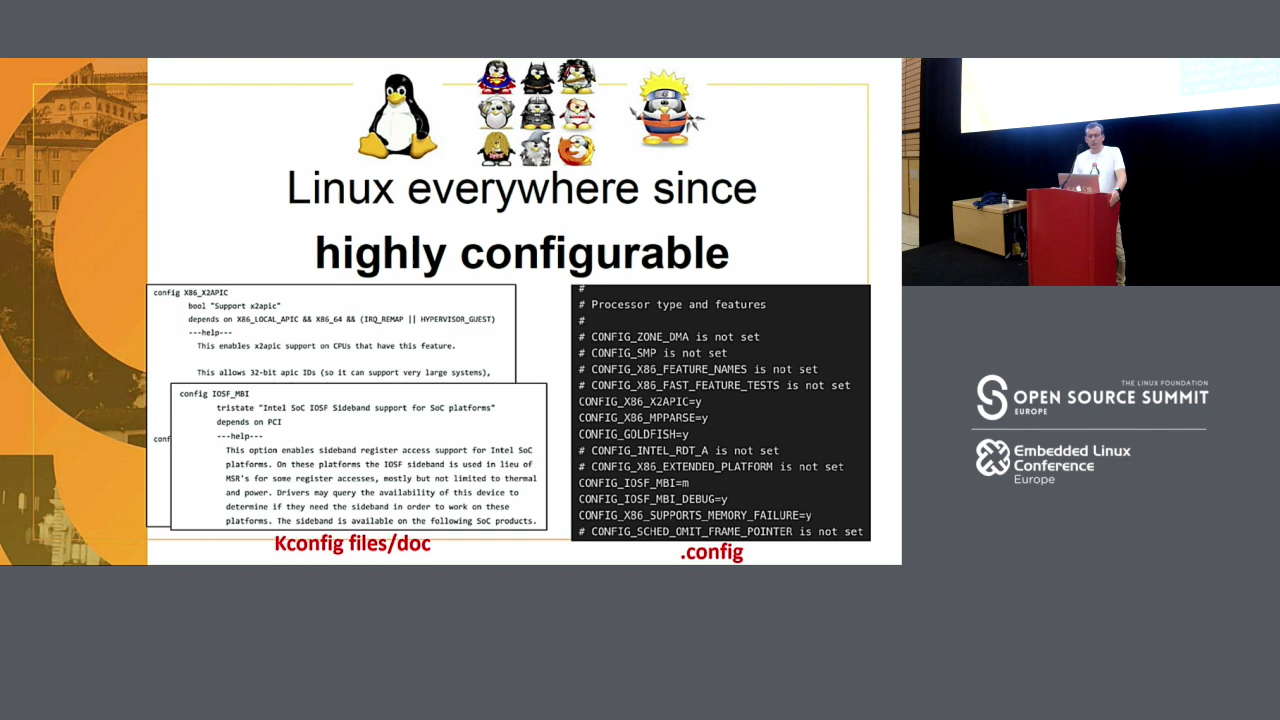 Linux everywhere since
highly configurable
config X86_X2APIC
bool "Support x2apic"
depends on X86_LOCAL_APIC && X86_64 && (IRQ_REMAP || HYPERVISOR_GUEST)
---help---
This enables x2apic support on CPUs that have this feature.
This allows 32-bit apic IDs (so it can support very large systems),
conf
config IOSF_MBI
tristate "Intel SoC IOSF Sideband support for SoC platforms"
depends on PCI
---help---
This option enables sideband register access support for Intel SoC
platforms. On these platforms the IOSF sideband is used in lieu of
MSR's for some register accesses, mostly but not limited to thermal
and power. Drivers may query the availability of this device to
determine if they need the sideband in order to work on these
platforms. The sideband is available on the following SoC products.
Kconfig files/doc
#
# Processor type and features
#
# CONFIG_ZONE_DMA is not set
# CONFIG_SMP is not set
# CONFIG_X86_FEATURE_NAMES is not set
# CONFIG_X86_FAST_FEATURE_TESTS is not set
CONFIG_X86_X2APIC=y
CONFIG_X86_MPPARSE=y
CONFIG_GOLDFISH=y
# CONFIG_INTEL_RDT_A is not set
# CONFIG_X86_EXTENDED_PLATFORM is not set
CONFIG_IOSF_MBI=m
CONFIG_IOSF_MBI_DEBUG=y
CONFIG_X86_SUPPORTS_MEMORY_FAILURE=y
# CONFIG_SCHED_OMIT_FRAME_POINTER is not set
.config
THE LINUX FOUNDATION
OPEN SOURCE SUMMIT
EUROPE
Embedded Linux
Conference
Europe